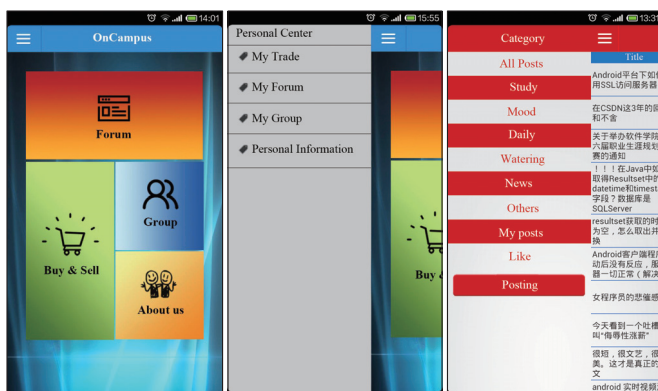 14:01
OnCampus
Forum
Group
Buy & Sell
About us
15:55
Personal Center
My Trade
My Forum
My Group
Personal Information
Buy
13:31
Category
All Posts
Study
Mood
Daily
Watering
News
Others
My posts
Like
Posting
Title
Android平台下如何
用SSL访问服务器
在CSDN这3年的
和不舍
关于举办软件学院
六届职业生涯规划
赛的通知
！！！在Java中如
取得Resultset中的
datetime和timest
字段？数据库是
SQLServer
resultset获取的时
为空，怎么取出并
换
Android客户端程
动后没有反应，服
器一切正常（解决
女程序员的悲催感
今天看到一个吐槽
叫“侮辱性涨薪”
很短，很文艺，很
美。这才是真正的
文
android 实时视频